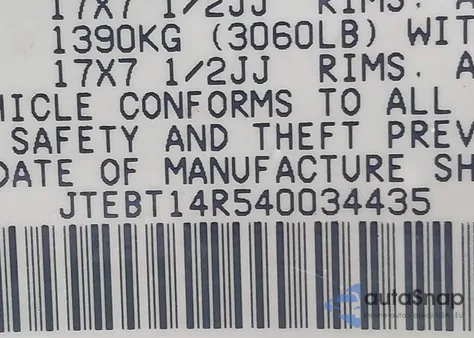 17X7 1/2JJ RIMS.
1390KG (3060LB) WIT
17X7 1/2JJ RIMS. A
ICLE CONFORMS TO ALL
SAFETY AND THEFT PREV
DATE OF MANUFACTURE SH
JTEBT14R540034435
autoSnap